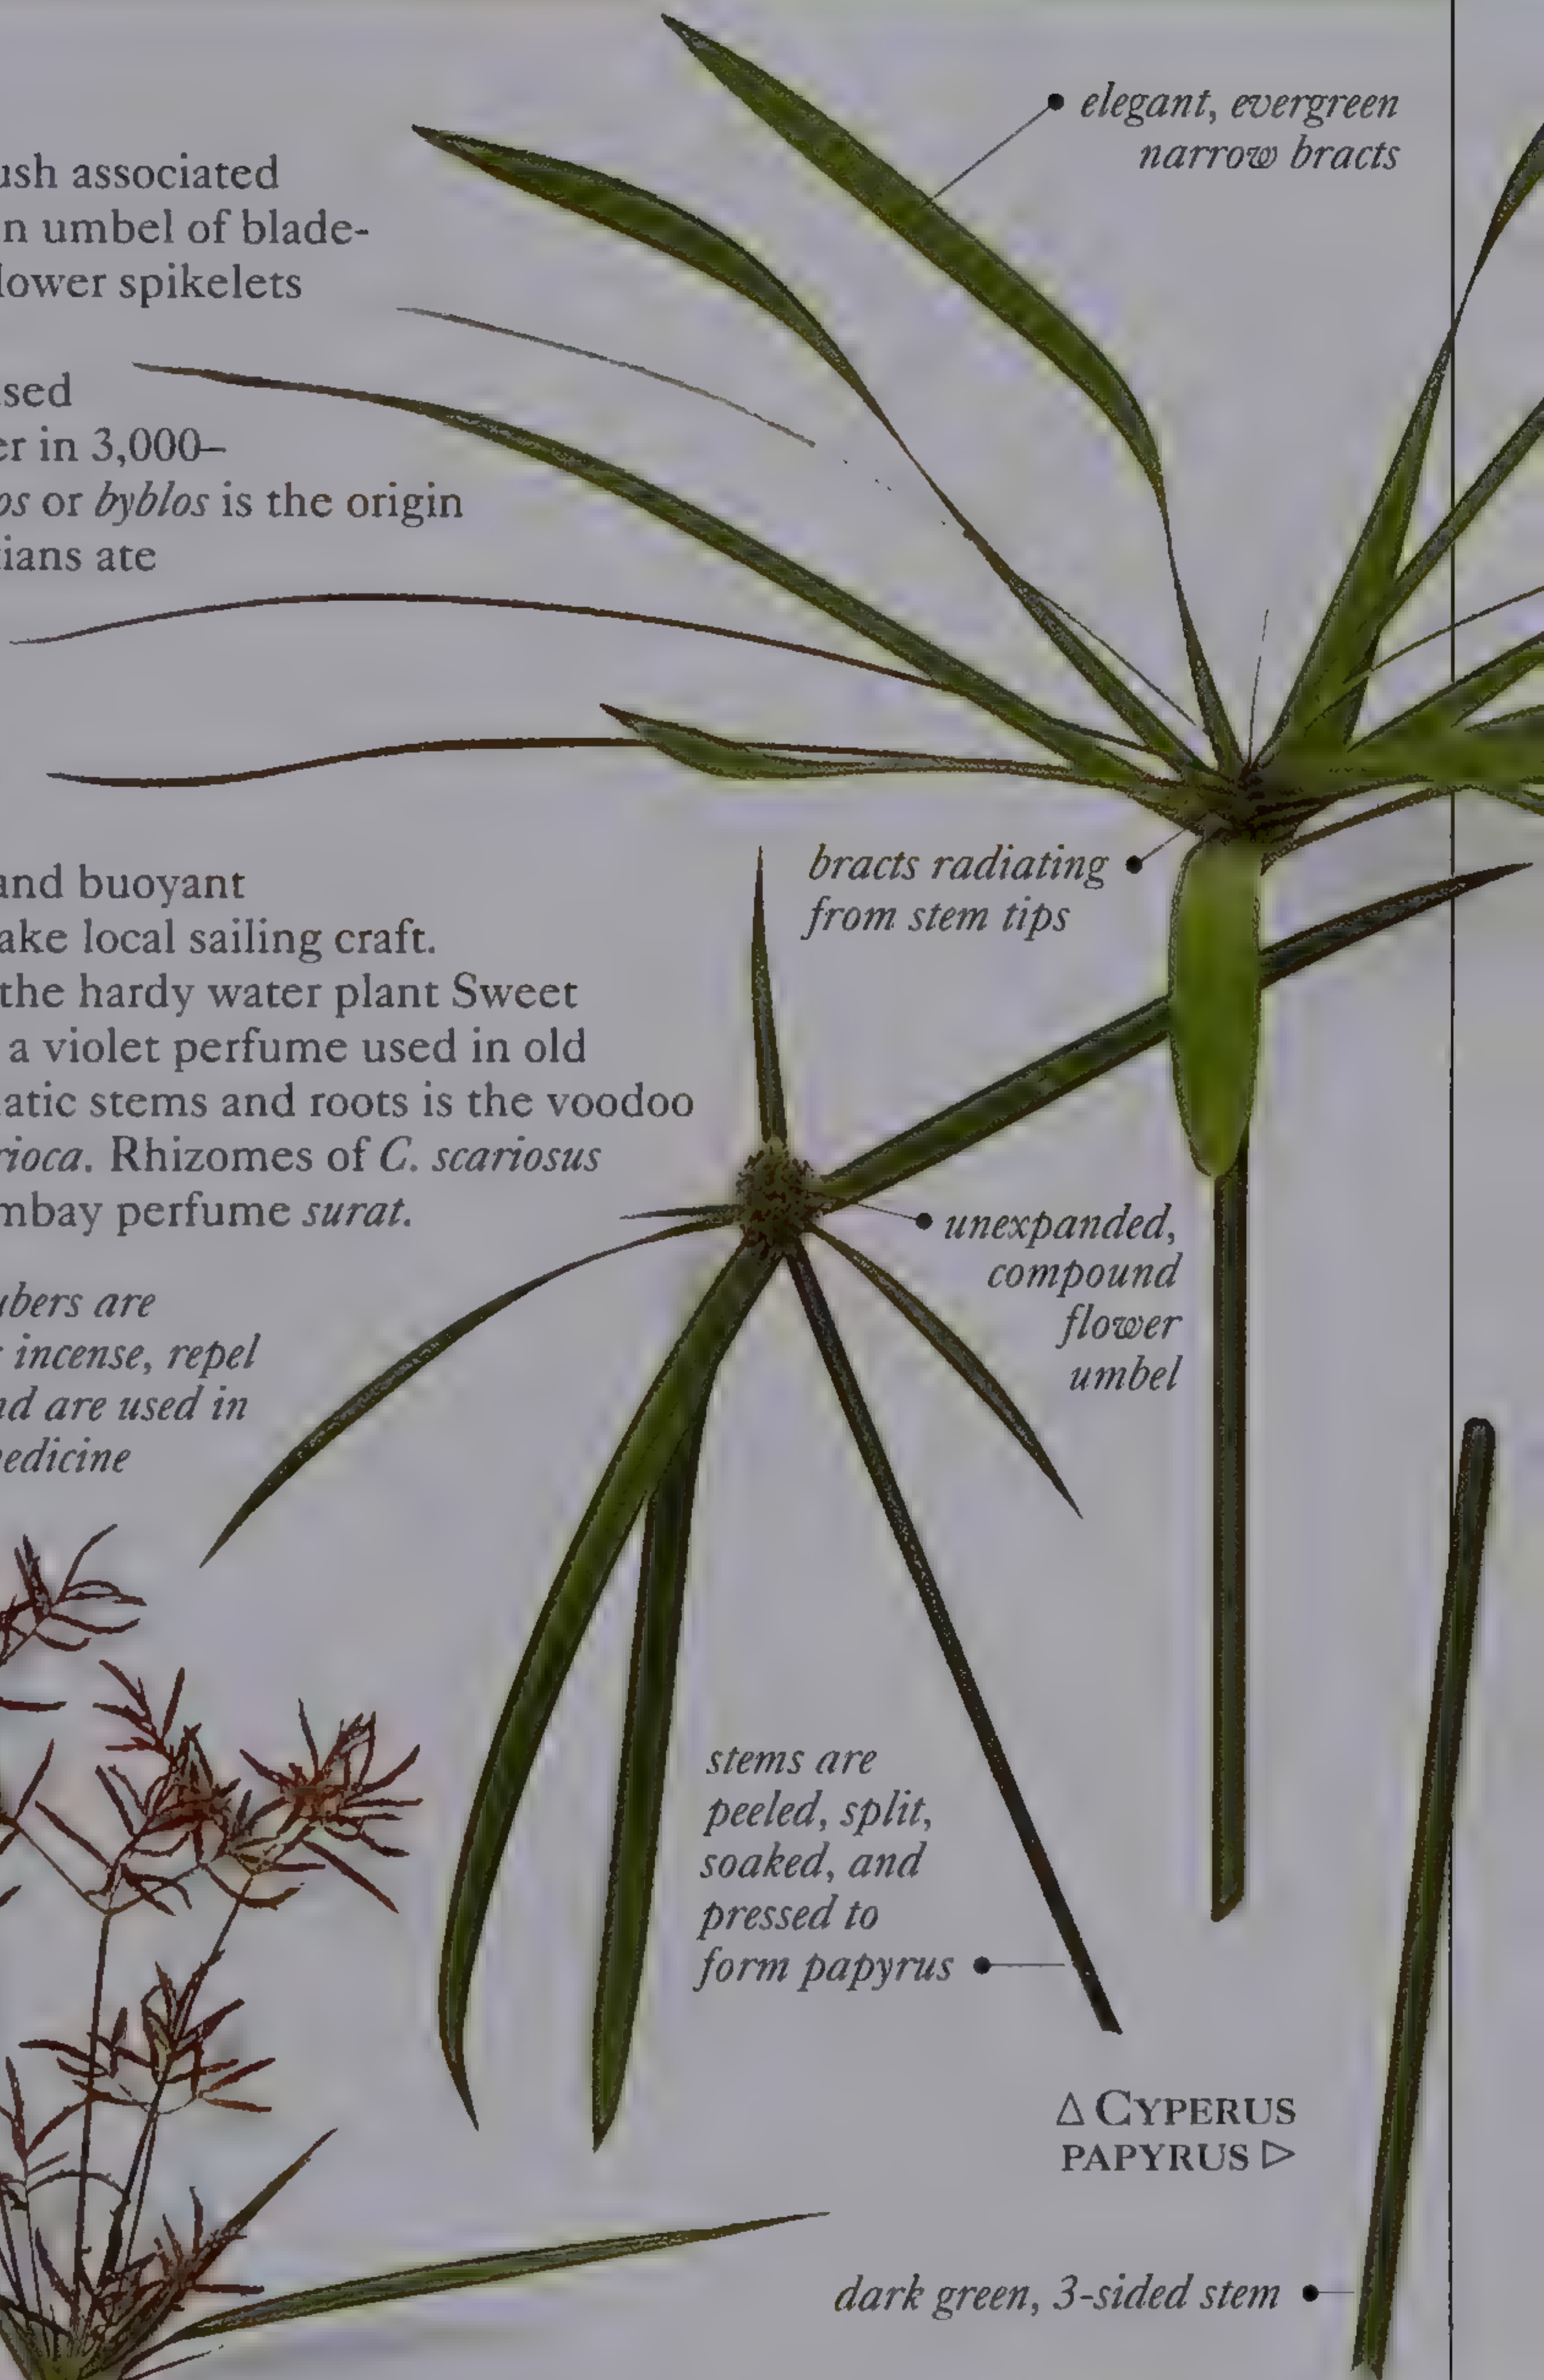 elegant, evergreen
narrow bracts
ush associated
n umbel of blade-
lower spikelets
sed
er in 3,000–
os or byblos is the origin
tians ate
bracts radiating
from stem tips
and buoyant
ake local sailing craft.
the hardy water plant Sweet
a violet perfume used in old
atic stems and roots is the voodoo
rioca. Rhizomes of C. scariosus
mbay perfume surat.
unexpanded,
compound
flower
umbel
ubers are
incense, repel
nd are used in
medicine
stems are
peeled, split,
soaked, and
pressed to
form papyrus
△ CYPERUS
PAPYRUS ▷
dark green, 3-sided stem